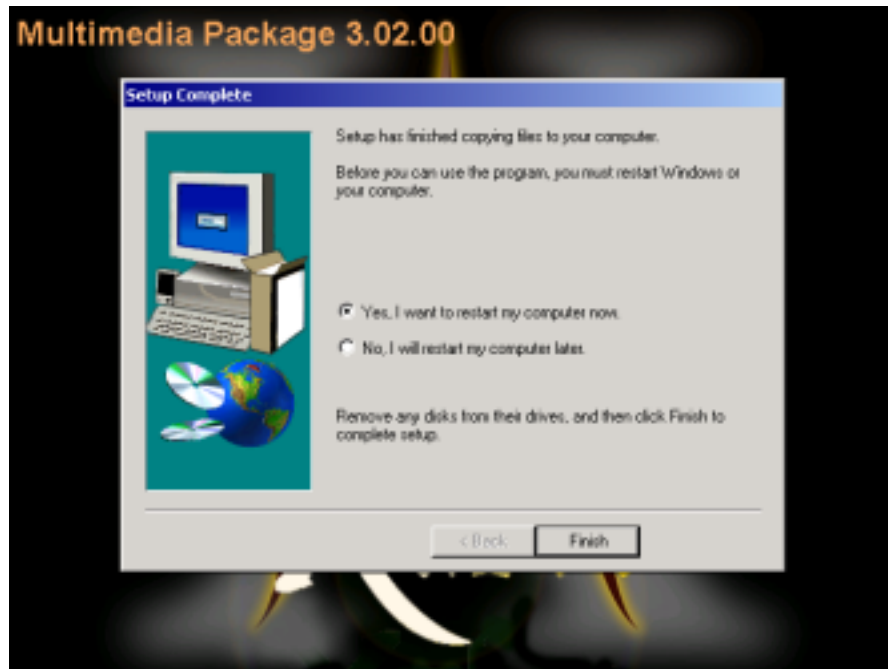 Multimedia Package 3.02.00
Setup Complete
Setup has finished copying files to your computer.
Before you can use the program, you must restart Windows or
your computer.
Yes, I want to restart my computer now.
No, I will restart my computer later.
Remove any disks from their drives, and then click Finish to
complete setup.
< Back
Finish